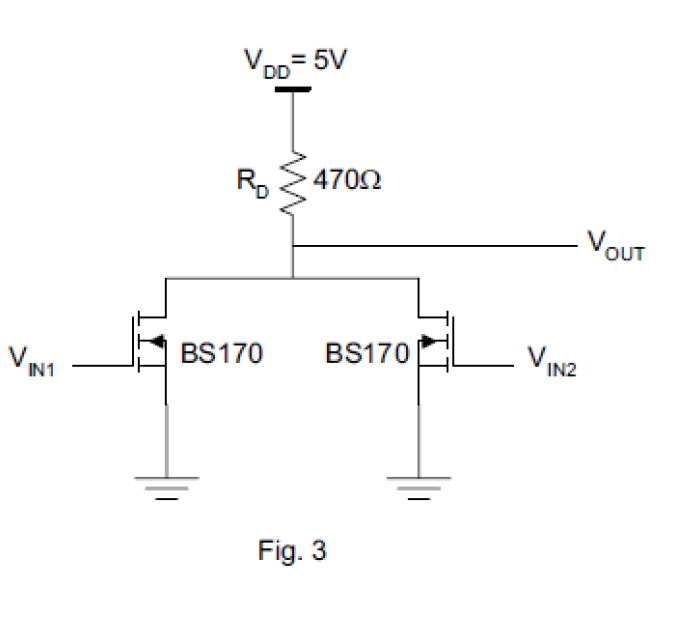 VDD= 5V
RD 470Ω
VOUT
VIN1 BS170 BS170 VIN2
Fig. 3